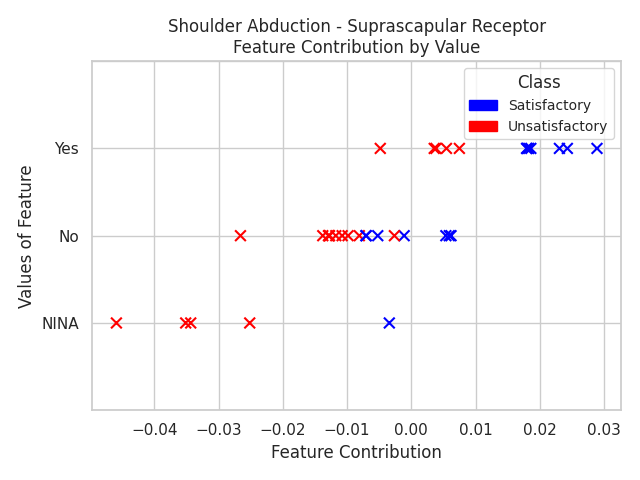 Shoulder Abduction - Suprascapular Receptor
Feature Contribution by Value
Class
Satisfactory
Unsatisfactory
Values of Feature
Yes
No
NINA
−0.04 −0.03 −0.02 −0.01 0.00 0.01 0.02 0.03
Feature Contribution